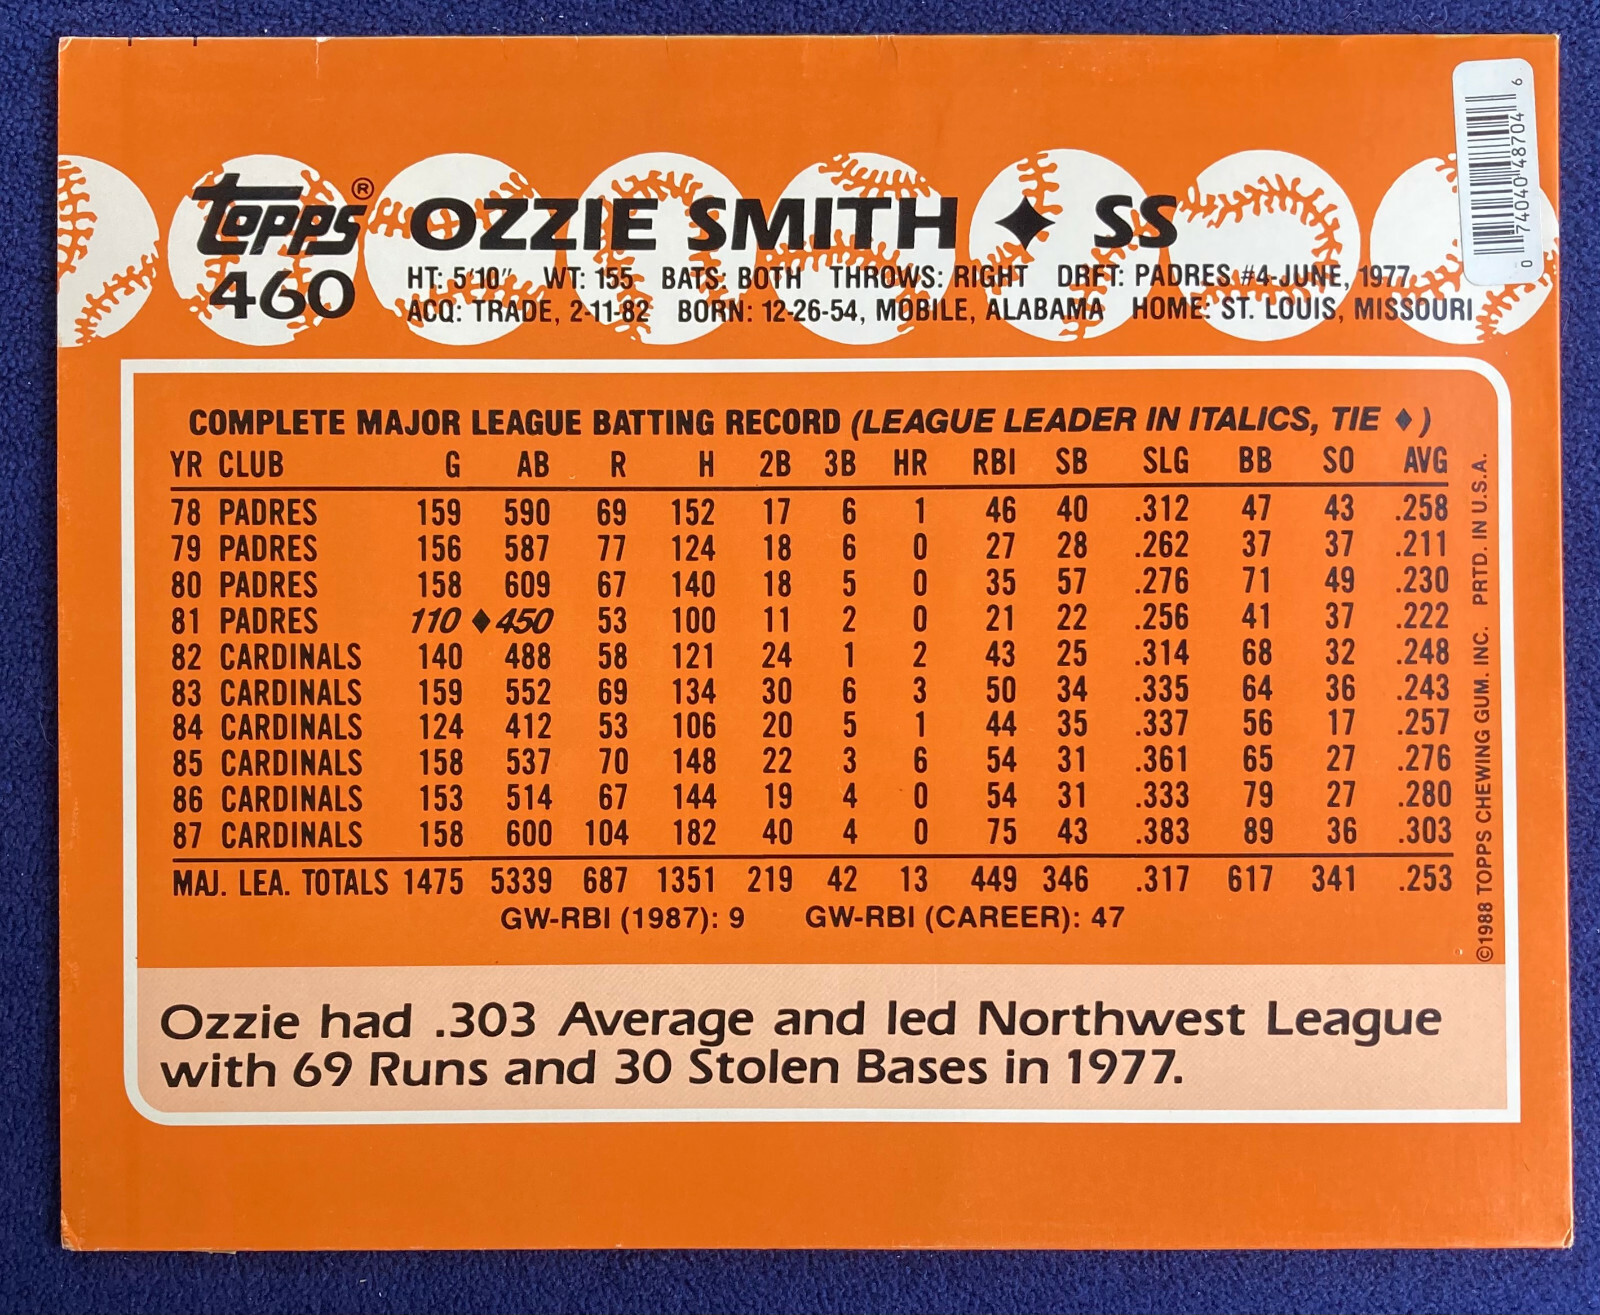 topps® OZZIE SMITH ♦ SS
460 HT: 5'10" WT: 155 BATS: BOTH THROWS: RIGHT DRFT: PADRES #4-JUNE, 1977
ACQ: TRADE, 2-11-82 BORN: 12-26-54, MOBILE, ALABAMA HOME: ST. LOUIS, MISSOURI
0 74040 48704 6
COMPLETE MAJOR LEAGUE BATTING RECORD (LEAGUE LEADER IN ITALICS, TIE ♦)
YR CLUB G AB R H 2B 3B HR RBI SB SLG BB SO AVG
78 PADRES 159 590 69 152 17 6 1 46 40 .312 47 43 .258
79 PADRES 156 587 77 124 18 6 0 27 28 .262 37 37 .211
80 PADRES 158 609 67 140 18 5 0 35 57 .276 71 49 .230
81 PADRES 110 ♦450 53 100 11 2 0 21 22 .256 41 37 .222
82 CARDINALS 140 488 58 121 24 1 2 43 25 .314 68 32 .248
83 CARDINALS 159 552 69 134 30 6 3 50 34 .335 64 36 .243
84 CARDINALS 124 412 53 106 20 5 1 44 35 .337 56 17 .257
85 CARDINALS 158 537 70 148 22 3 6 54 31 .361 65 27 .276
86 CARDINALS 153 514 67 144 19 4 0 54 31 .333 79 27 .280
87 CARDINALS 158 600 104 182 40 4 0 75 43 .383 89 36 .303
MAJ. LEA. TOTALS 1475 5339 687 1351 219 42 13 449 346 .317 617 341 .253
GW-RBI (1987): 9 GW-RBI (CAREER): 47
©1988 TOPPS CHEWING GUM. INC. PRTD. IN U.S.A.
Ozzie had .303 Average and led Northwest League
with 69 Runs and 30 Stolen Bases in 1977.